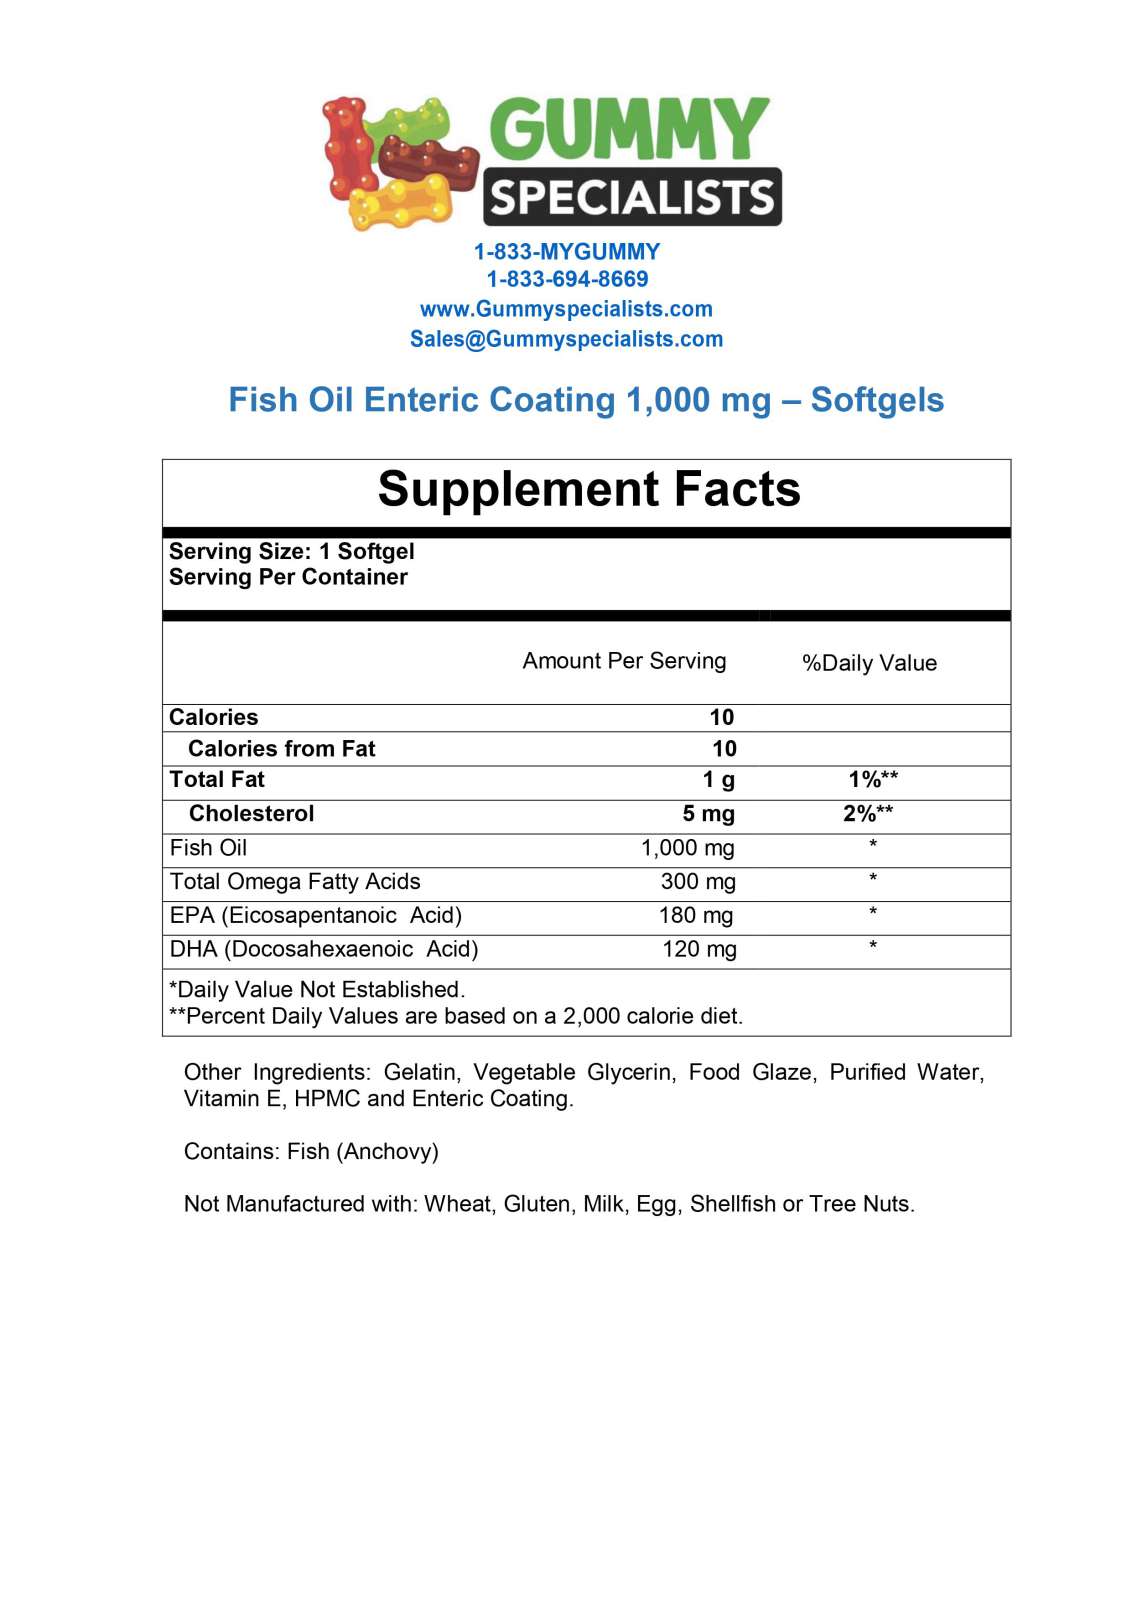 GUMMY
SPECIALISTS
1-833-MYGUMMY
1-833-694-8669
www.Gummyspecialists.com
Sales@Gummyspecialists.com
Fish Oil Enteric Coating 1,000 mg – Softgels
Supplement Facts
Serving Size: 1 Softgel
Serving Per Container
Amount Per Serving %Daily Value
Calories 10
Calories from Fat 10
Total Fat 1 g 1%**
Cholesterol 5 mg 2%**
Fish Oil 1,000 mg *
Total Omega Fatty Acids 300 mg *
EPA (Eicosapentanoic Acid) 180 mg *
DHA (Docosahexaenoic Acid) 120 mg *
*Daily Value Not Established.
**Percent Daily Values are based on a 2,000 calorie diet.
Other Ingredients: Gelatin, Vegetable Glycerin, Food Glaze, Purified Water,
Vitamin E, HPMC and Enteric Coating.
Contains: Fish (Anchovy)
Not Manufactured with: Wheat, Gluten, Milk, Egg, Shellfish or Tree Nuts.